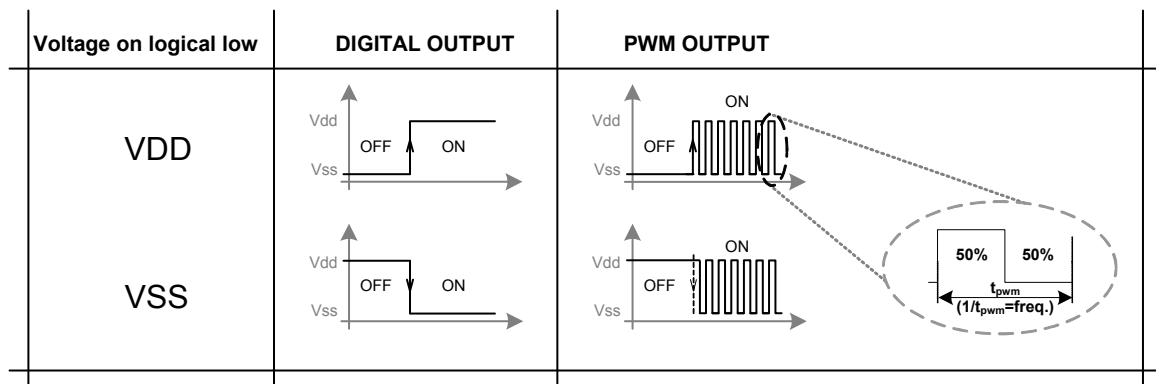 Voltage on logical low
DIGITAL OUTPUT
PWM OUTPUT
VDD
Vdd
OFF
ON
Vss
Vdd
ON
OFF
Vss
VSS
Vdd
OFF
ON
Vss
Vdd
ON
OFF
Vss
50% 50%
tpwm
(1/tpwm=freq.)